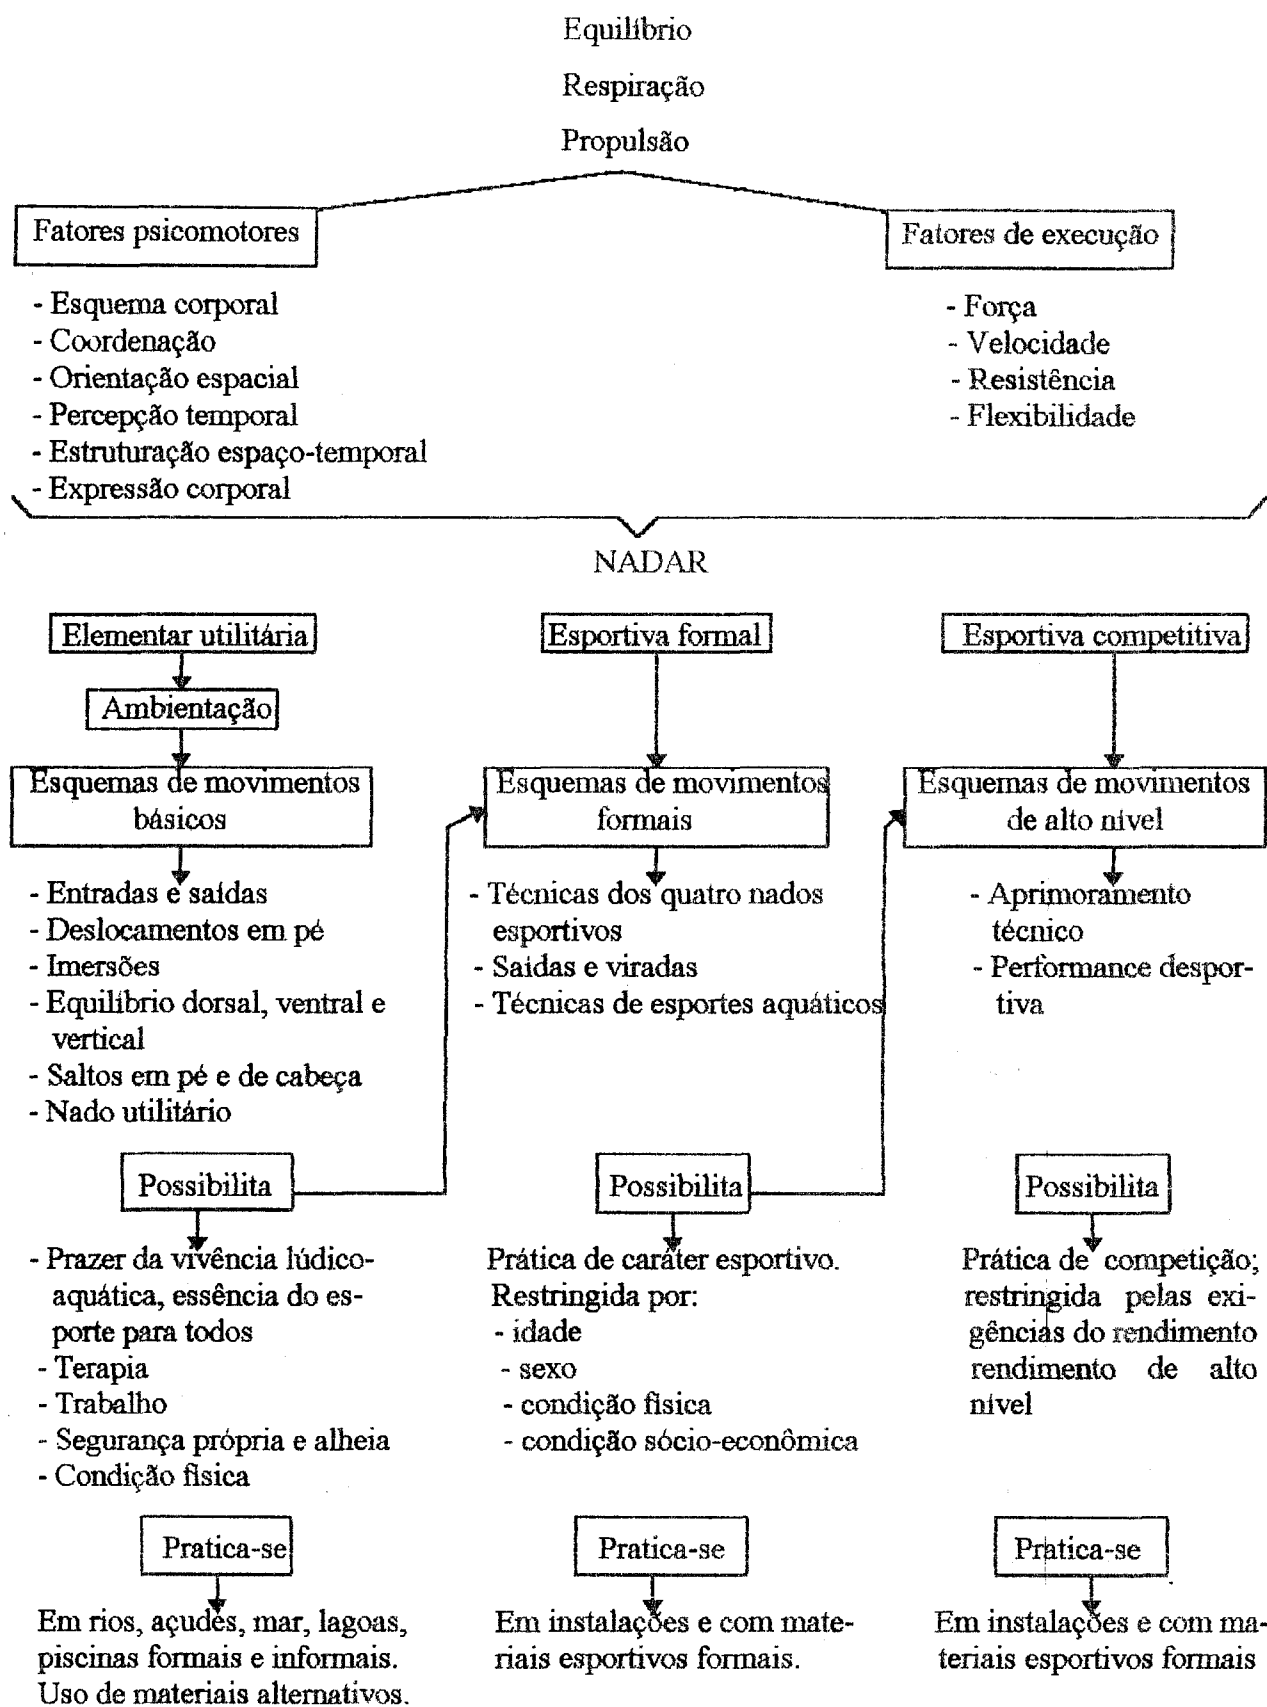 Equilíbrio
Respiração
Propulsão
Fatores psicomotores
- Esquema corporal
- Coordenação
- Orientação espacial
- Percepção temporal
- Estruturação espaço-temporal
- Expressão corporal
Fatores de execução
- Força
- Velocidade
- Resistência
- Flexibilidade
NADAR
Elementar utilitária
Ambientação
Esquemas de movimentos
básicos
- Entradas e saídas
- Deslocamentos em pé
- Imersões
- Equilíbrio dorsal, ventral e
vertical
- Saltos em pé e de cabeça
- Nado utilitário
Possibilita
- Prazer da vivência lúdico-
aquática, essência do es-
porte para todos
- Terapia
- Trabalho
- Segurança própria e alheia
- Condição física
Pratica-se
Em rios, açudes, mar, lagoas,
piscinas formais e informais.
Uso de materiais alternativos.
Esportiva formal
Esquemas de movimentos
formais
- Técnicas dos quatro nados
esportivos
- Saídas e viradas
- Técnicas de esportes aquáticos
Possibilita
Prática de caráter esportivo.
Restringida por:
- idade
- sexo
- condição física
- condição sócio-econômica
Pratica-se
Em instalações e com mate-
riais esportivos formais.
Esportiva competitiva
Esquemas de movimentos
de alto nível
- Aprimoramento
técnico
- Performance despor-
tiva
Possibilita
Prática de competição;
restringida pelas exi-
gências do rendimento
rendimento de alto
nível
Pratica-se
Em instalações e com ma-
teriais esportivos formais